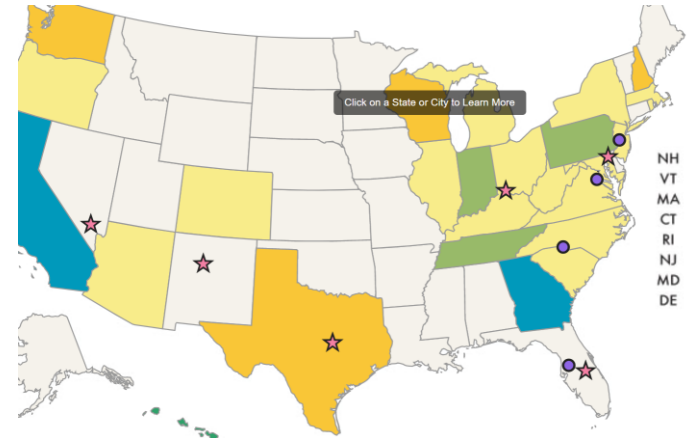 Click on a State or City to Learn More
NH
VT
MA
CT
RI
NJ
MD
DE